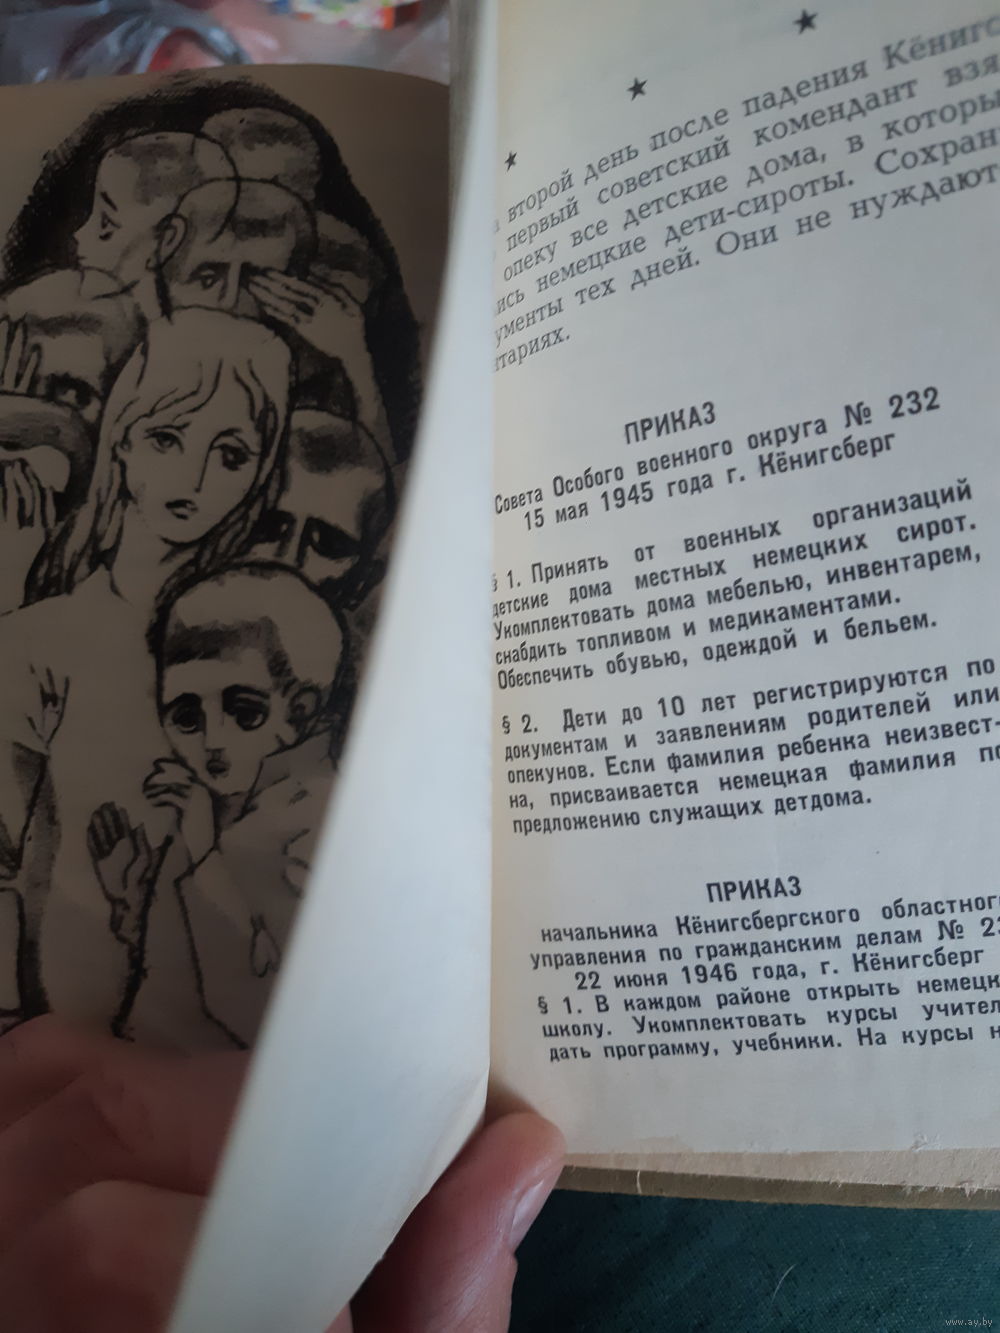 второй день после падения Кёнигс
первый советский комендант взя
опеку все детские дома, в которы
ись немецкие дети-сироты. Сохран
ументы тех дней. Они не нуждают
нтариях.
ПРИКАЗ
Совета Особого военного округа № 232
15 мая 1945 года г. Кёнигсберг
§ 1. Принять от военных организаций
детские дома местных немецких сирот.
Укомплектовать дома мебелью, инвентарем,
снабдить топливом и медикаментами.
Обеспечить обувью, одеждой и бельем.
§ 2. Дети до 10 лет регистрируются по
документам и заявлениям родителей или
опекунов. Если фамилия ребенка неизвест-
на, присваивается немецкая фамилия по
предложению служащих детдома.
ПРИКАЗ
начальника Кёнигсбергского областног
управления по гражданским делам № 23
22 июня 1946 года, г. Кёнигсберг
§ 1. В каждом районе открыть немецк
школу. Укомплектовать курсы учител
дать программу, учебники. На курсы н
www.ay.by